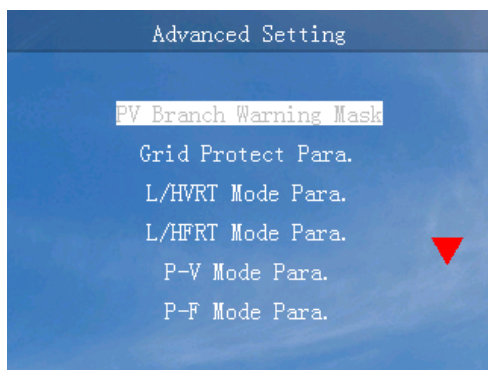 Advanced Setting
PV Branch Warning Mask
Grid Protect Para.
L/HVRT Mode Para.
L/HFRT Mode Para.
P-V Mode Para.
P-F Mode Para.